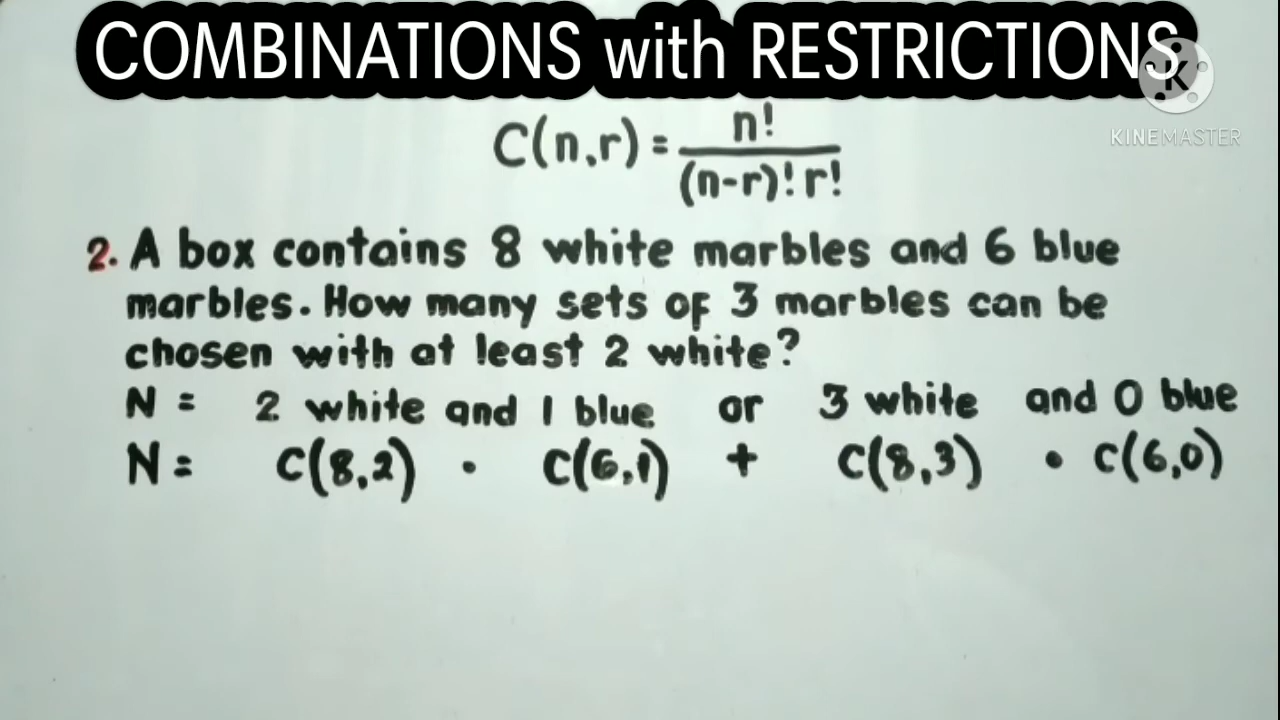 COMBINATIONS with RESTRICTIONS
K
KINEMASTER
C(n,r) = n! / (n-r)! r!
2. A box contains 8 white marbles and 6 blue
marbles. How many sets of 3 marbles can be
chosen with at least 2 white?
N = 2 white and 1 blue or 3 white and 0 blue
N = C(8,2) • C(6,1) + C(8,3) • C(6,0)